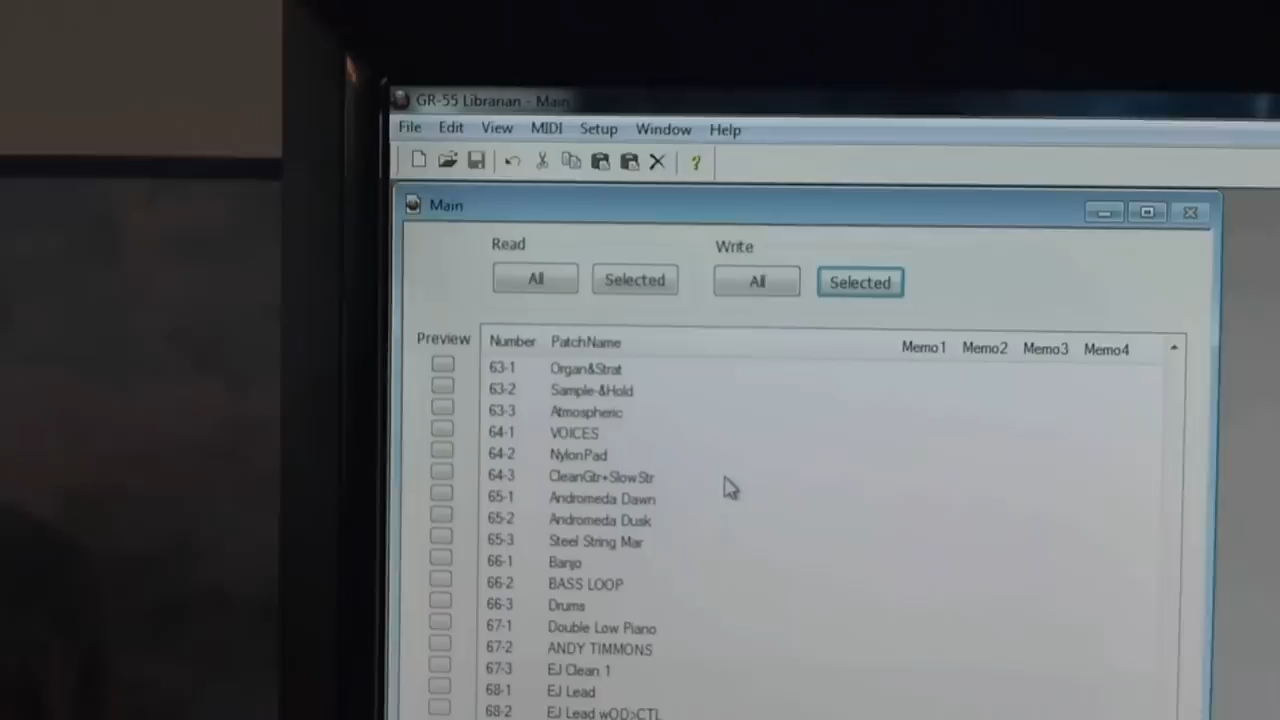 GR-55 Librarian - Main
File Edit View MIDI Setup Window Help
Main
Read Write
All Selected All Selected
Preview Number PatchName Memo1 Memo2 Memo3 Memo4
63-1 Organ&Strat
63-2 Sample-&Hold
63-3 Atmospheric
64-1 VOICES
64-2 NylonPad
64-3 CleanGtr+SlowStr
65-1 Andromeda Dawn
65-2 Andromeda Dusk
65-3 Steel String Mar
66-1 Banjo
66-2 BASS LOOP
66-3 Drums
67-1 Double Low Piano
67-2 ANDY TIMMONS
67-3 EJ Clean 1
68-1 EJ Lead
68-2 EJ Lead wOD>CTL